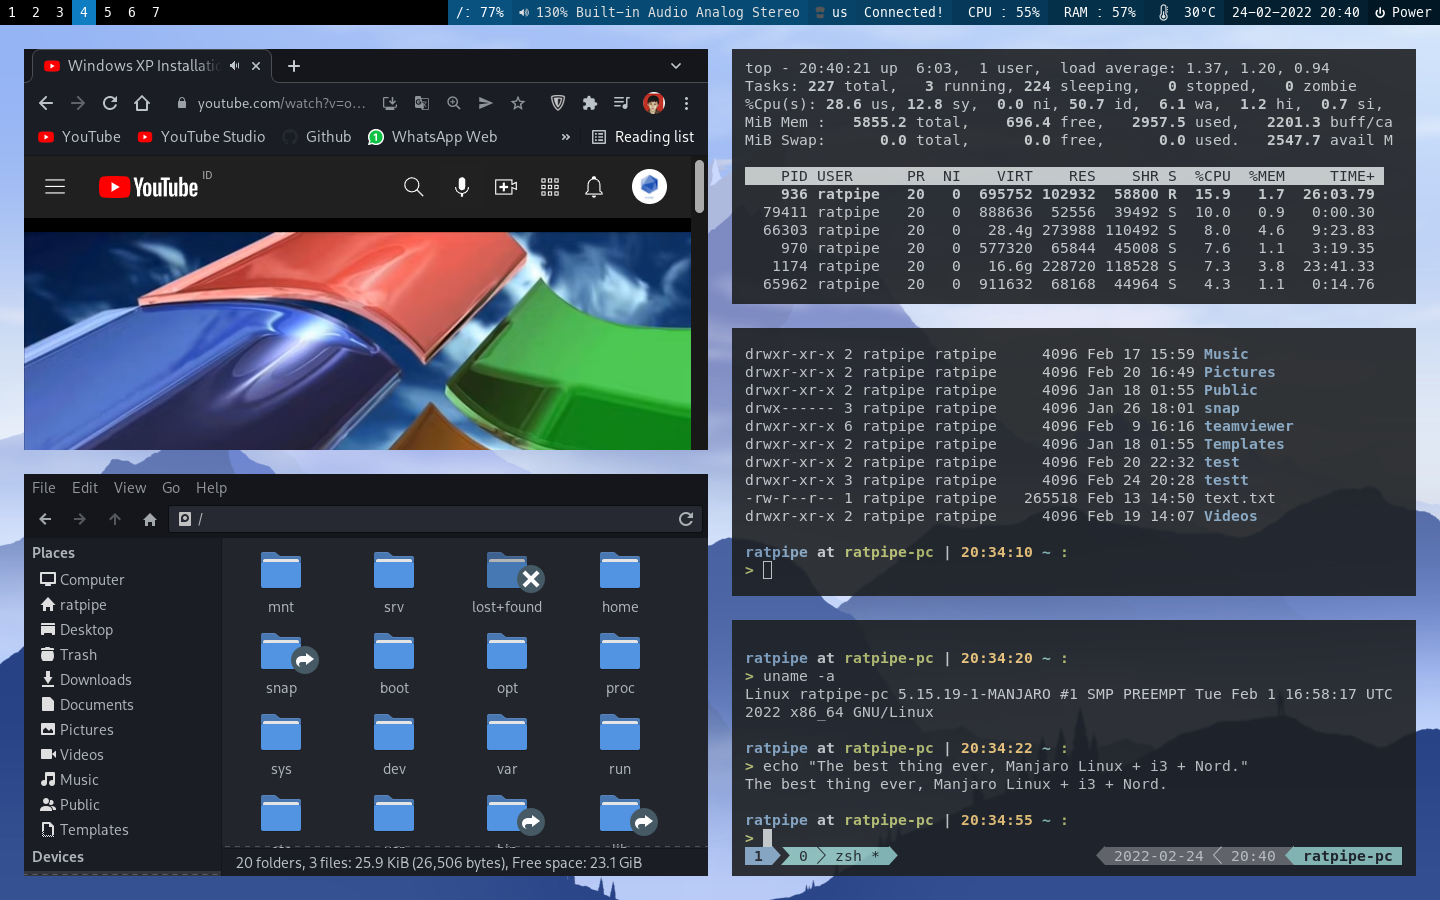 1 2 3 4 5 6 7
/: 77% 130% Built-in Audio Analog Stereo us Connected! CPU : 55% RAM : 57% 30°C 24-02-2022 20:40 Power
Windows XP Installatio
youtube.com/watch?v=o...
YouTube YouTube Studio Github WhatsApp Web » Reading list
YouTube ID
File Edit View Go Help
/
Places
Computer
ratpipe
Desktop
Trash
Downloads
Documents
Pictures
Videos
Music
Public
Templates
Devices
mnt srv lost+found home
snap boot opt proc
sys dev var run
20 folders, 3 files: 25.9 KiB (26,506 bytes), Free space: 23.1 GiB
top - 20:40:21 up  6:03,  1 user,  load average: 1.37, 1.20, 0.94
Tasks: 227 total,   3 running, 224 sleeping,   0 stopped,   0 zombie
%Cpu(s): 28.6 us, 12.8 sy,  0.0 ni, 50.7 id,  6.1 wa,  1.2 hi,  0.7 si,
MiB Mem :   5855.2 total,    696.4 free,   2957.5 used,   2201.3 buff/ca
MiB Swap:      0.0 total,      0.0 free,      0.0 used.   2547.7 avail M
PID USER      PR  NI    VIRT    RES    SHR S  %CPU  %MEM     TIME+
936 ratpipe   20   0  695752 102932  58800 R  15.9   1.7  26:03.79
79411 ratpipe   20   0  888636  52556  39492 S  10.0   0.9   0:00.30
66303 ratpipe   20   0   28.4g 273988 110492 S   8.0   4.6   9:23.83
970 ratpipe   20   0  577320  65844  45008 S   7.6   1.1   3:19.35
1174 ratpipe   20   0   16.6g 228720 118528 S   7.3   3.8  23:41.33
65962 ratpipe   20   0  911632  68168  44964 S   4.3   1.1   0:14.76
drwxr-xr-x 2 ratpipe ratpipe     4096 Feb 17 15:59 Music
drwxr-xr-x 2 ratpipe ratpipe     4096 Feb 20 16:49 Pictures
drwxr-xr-x 2 ratpipe ratpipe     4096 Jan 18 01:55 Public
drwx------ 3 ratpipe ratpipe     4096 Jan 26 18:01 snap
drwxr-xr-x 6 ratpipe ratpipe     4096 Feb  9 16:16 teamviewer
drwxr-xr-x 2 ratpipe ratpipe     4096 Jan 18 01:55 Templates
drwxr-xr-x 2 ratpipe ratpipe     4096 Feb 20 22:32 test
drwxr-xr-x 3 ratpipe ratpipe     4096 Feb 24 20:28 testt
-rw-r--r-- 1 ratpipe ratpipe   265518 Feb 13 14:50 text.txt
drwxr-xr-x 2 ratpipe ratpipe     4096 Feb 19 14:07 Videos
ratpipe at ratpipe-pc | 20:34:10 ~ :
>
ratpipe at ratpipe-pc | 20:34:20 ~ :
> uname -a
Linux ratpipe-pc 5.15.19-1-MANJARO #1 SMP PREEMPT Tue Feb 1 16:58:17 UTC
2022 x86_64 GNU/Linux
ratpipe at ratpipe-pc | 20:34:22 ~ :
> echo "The best thing ever, Manjaro Linux + i3 + Nord."
The best thing ever, Manjaro Linux + i3 + Nord.
ratpipe at ratpipe-pc | 20:34:55 ~ :
>
1 0 zsh * 2022-02-24 20:40 ratpipe-pc